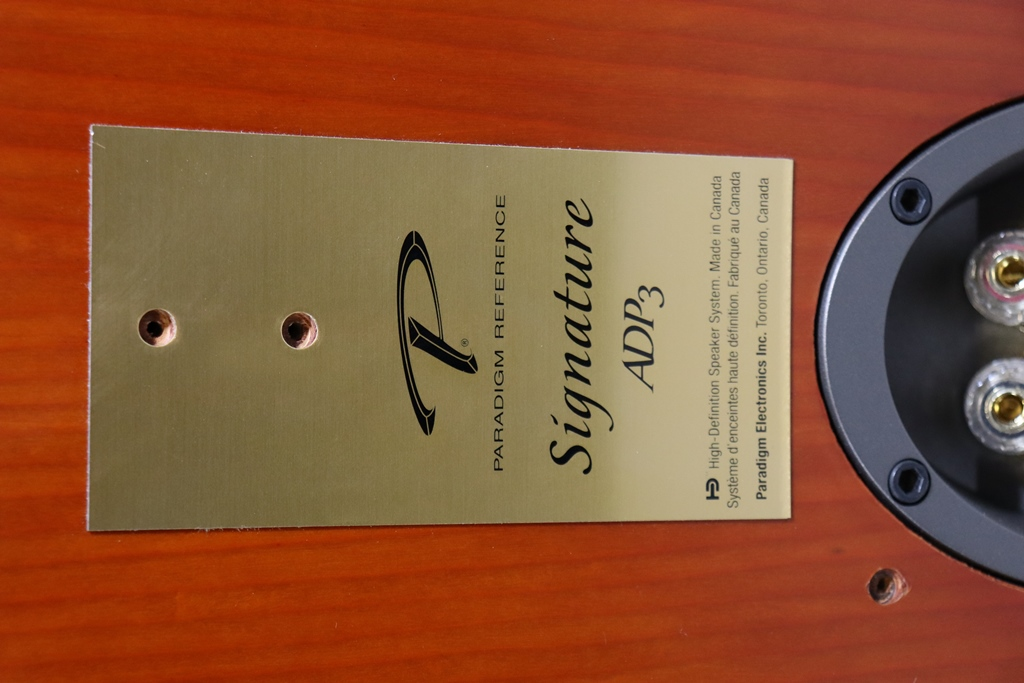 P®
PARADIGM REFERENCE
Signature
ADP3
HD High-Definition Speaker System. Made in Canada
Système d'enceintes haute définition. Fabriqué au Canada
Paradigm Electronics Inc. Toronto, Ontario, Canada